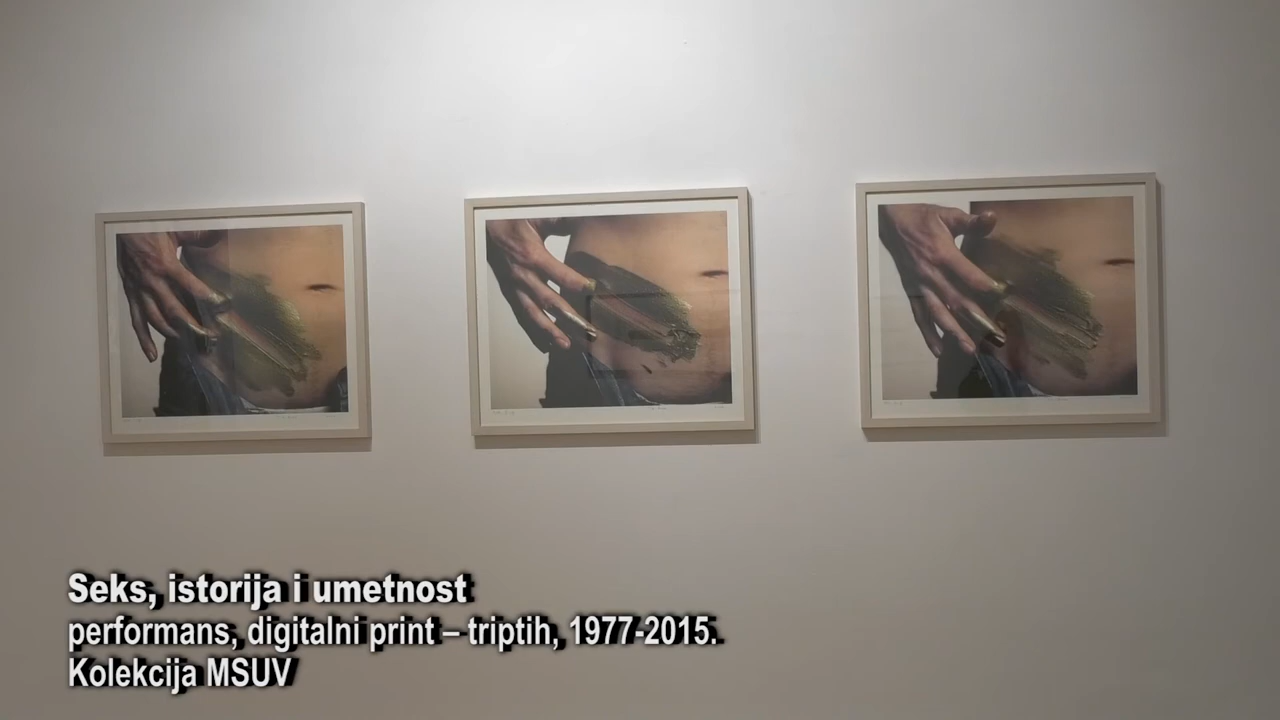 Seks, istorija i umetnost
performans, digitalni print – triptih, 1977-2015.
Kolekcija MSUV